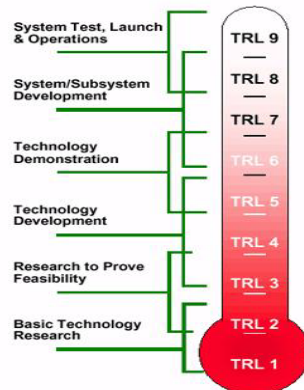 System Test, Launch
& Operations
System/Subsystem
Development
Technology
Demonstration
Technology
Development
Research to Prove
Feasibility
Basic Technology
Research
TRL 9
TRL 8
TRL 7
TRL 6
TRL 5
TRL 4
TRL 3
TRL 2
TRL 1